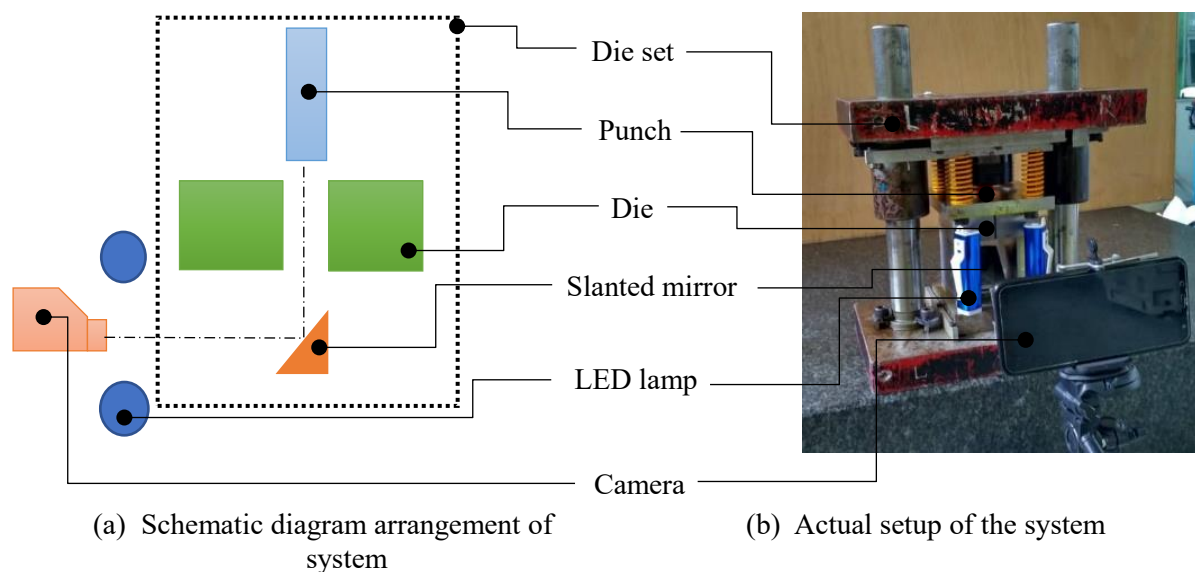 Die set
Punch
Die
Slanted mirror
LED lamp
Camera
(a) Schematic diagram arrangement of
system
(b) Actual setup of the system